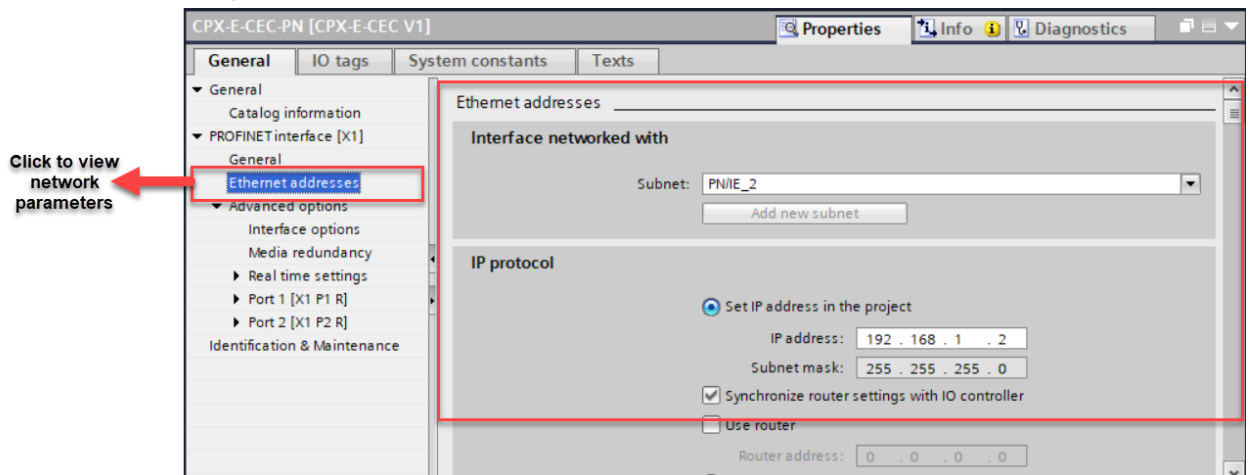 CPX-E-CEC-PN [CPX-E-CEC V1]
Properties
Info
Diagnostics
General
IO tags
System constants
Texts
General
Catalog information
PROFINET interface [X1]
General
Ethernet addresses
Advanced options
Interface options
Media redundancy
Real time settings
Port 1 [X1 P1 R]
Port 2 [X1 P2 R]
Identification & Maintenance
Click to view
network
parameters
Ethernet addresses
Interface networked with
Subnet: PN/IE_2
Add new subnet
IP protocol
Set IP address in the project
IP address: 192 . 168 . 1 . 2
Subnet mask: 255 . 255 . 255 . 0
Synchronize router settings with IO controller
Use router
Router address: 0 . 0 . 0 . 0